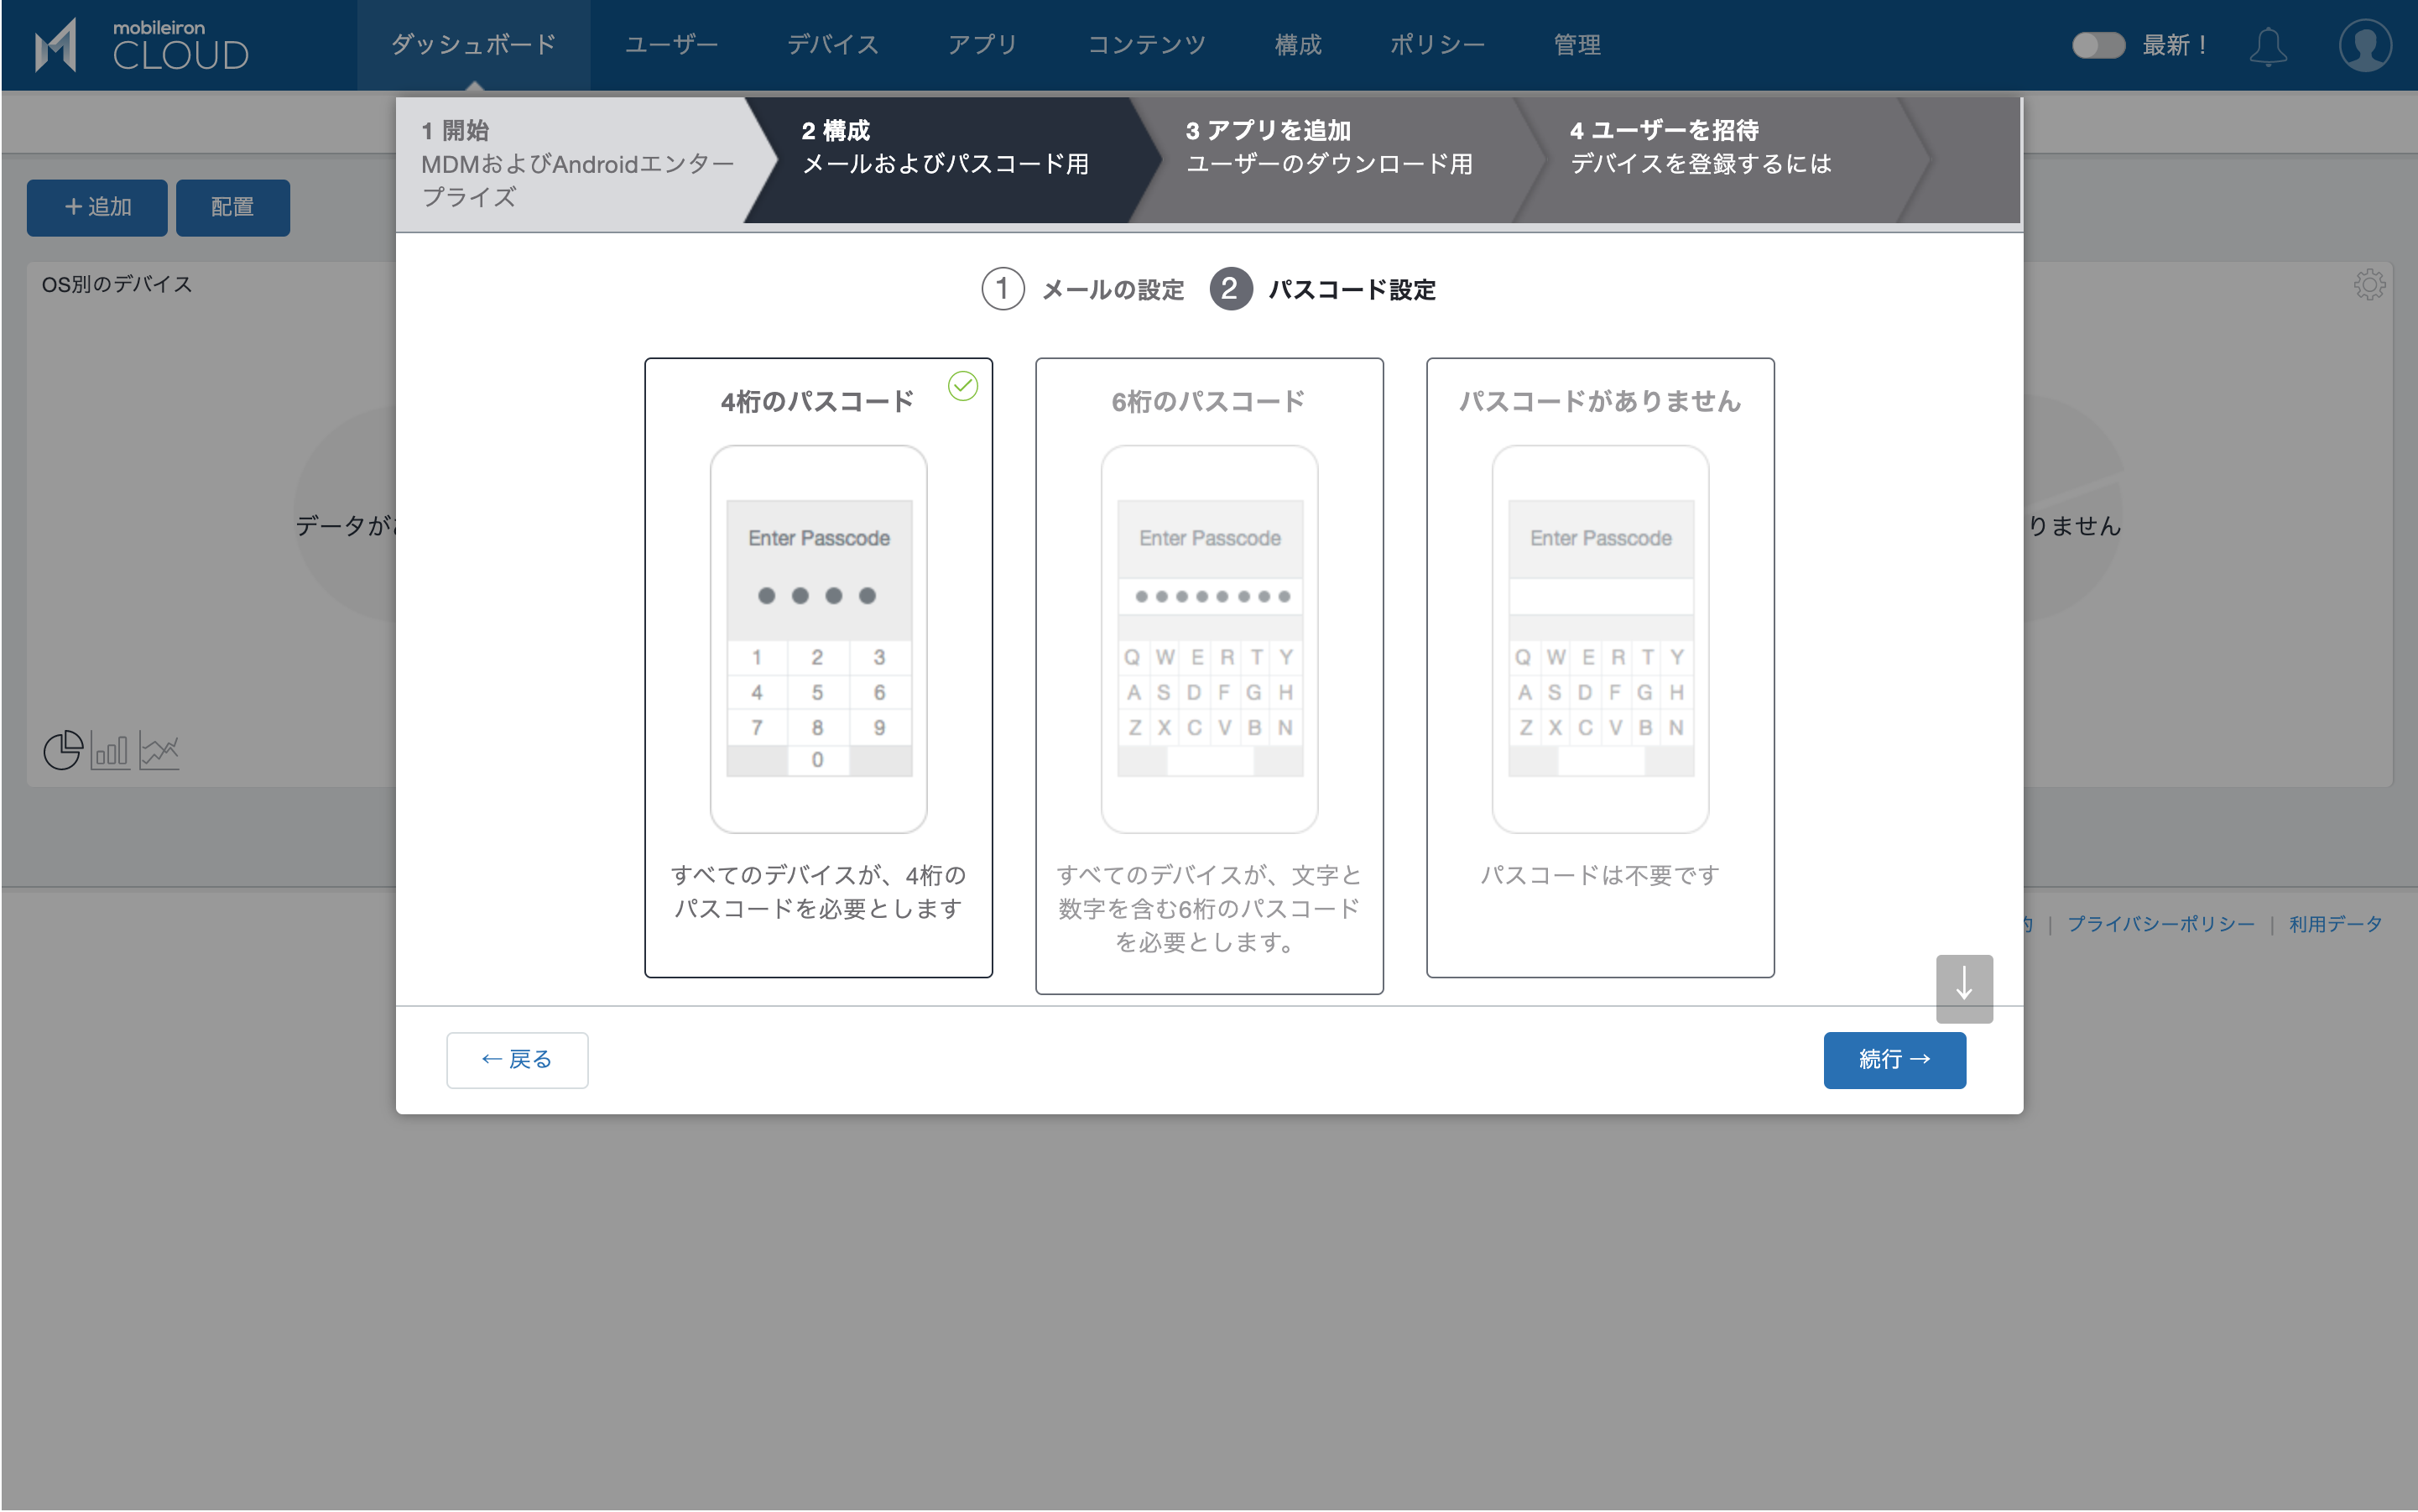 mobileiron
CLOUD
ダッシュボード
ユーザー
デバイス
アプリ
コンテンツ
構成
ポリシー
管理
最新！
1 開始
MDMおよびAndroidエンター
プライズ
2 構成
メールおよびパスコード用
3 アプリを追加
ユーザーのダウンロード用
4 ユーザーを招待
デバイスを登録するには
+ 追加
配置
OS別のデバイス
1 メールの設定
2 パスコード設定
4桁のパスコード
Enter Passcode
1 2 3
4 5 6
7 8 9
0
すべてのデバイスが、4桁の
パスコードを必要とします
6桁のパスコード
Enter Passcode
Q W E R T Y
A S D F G H
Z X C V B N
すべてのデバイスが、文字と
数字を含む6桁のパスコード
を必要とします。
パスコードがありません
Enter Passcode
Q W E R T Y
A S D F G H
Z X C V B N
パスコードは不要です
データが
りません
約 | プライバシーポリシー | 利用データ
↓
← 戻る
続行 →